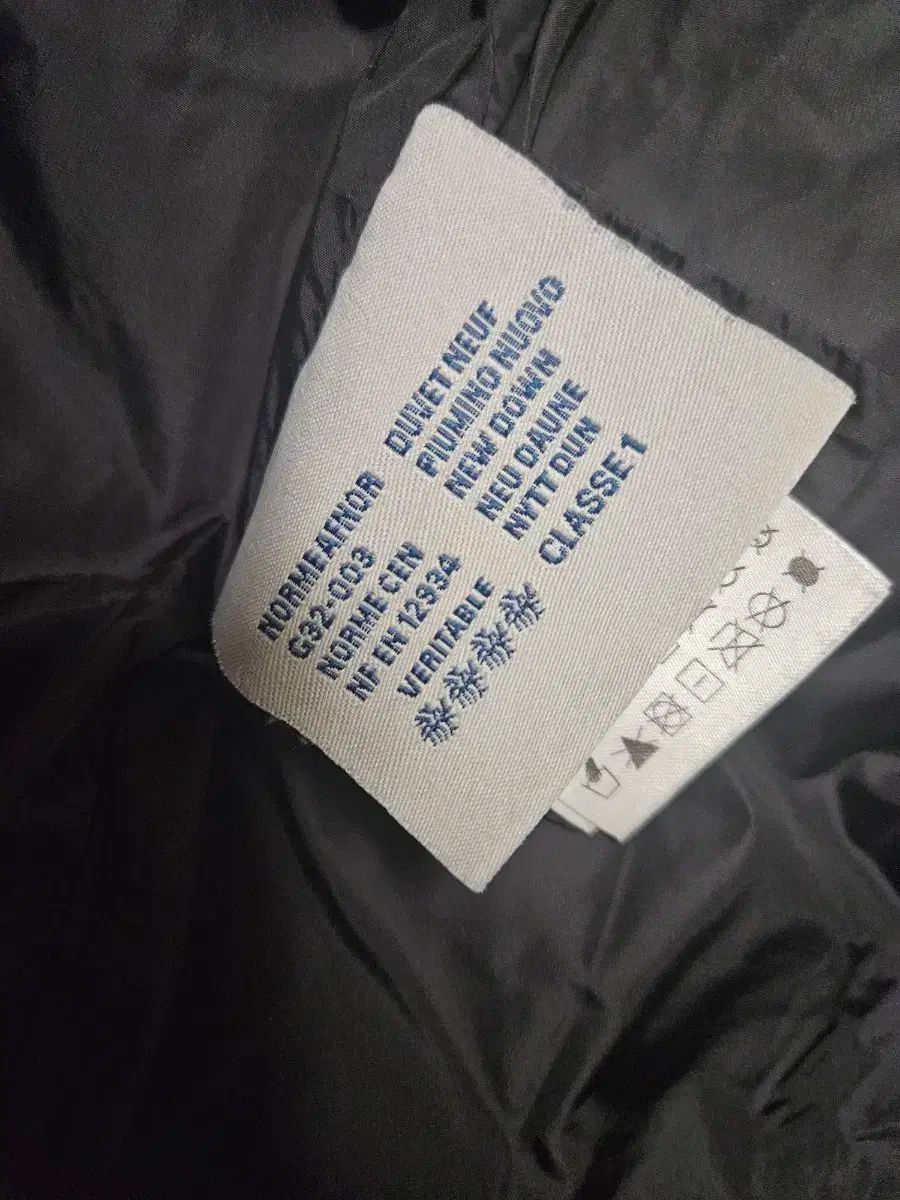 NORME AFNOR
G32-003
NORME CEN
NF EN 12934
VERITABLE
DUVET NEUF
PIUMINO NUOVO
NEW DOWN
NEU DAUNE
NYTT DUN
CLASSE 1